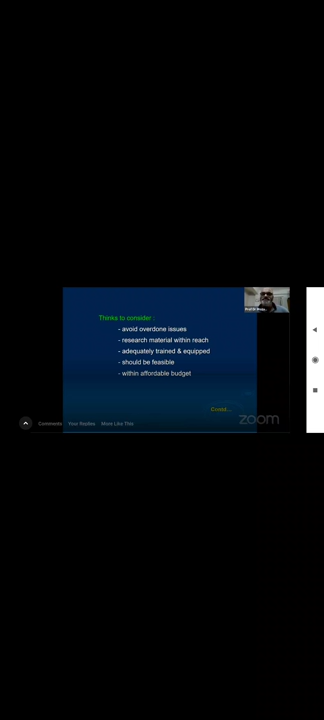 Thinks to consider :
- avoid overdone issues
- research material within reach
- adequately trained & equipped
- should be feasible
- within affordable budget
zoom
Comments Your Replies More Like This